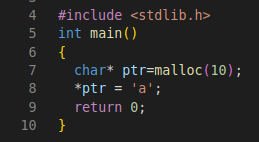 4 #include <stdlib.h>
5 int main()
6 {
7   char* ptr=malloc(10);
8   *ptr = 'a';
9   return 0;
10 }